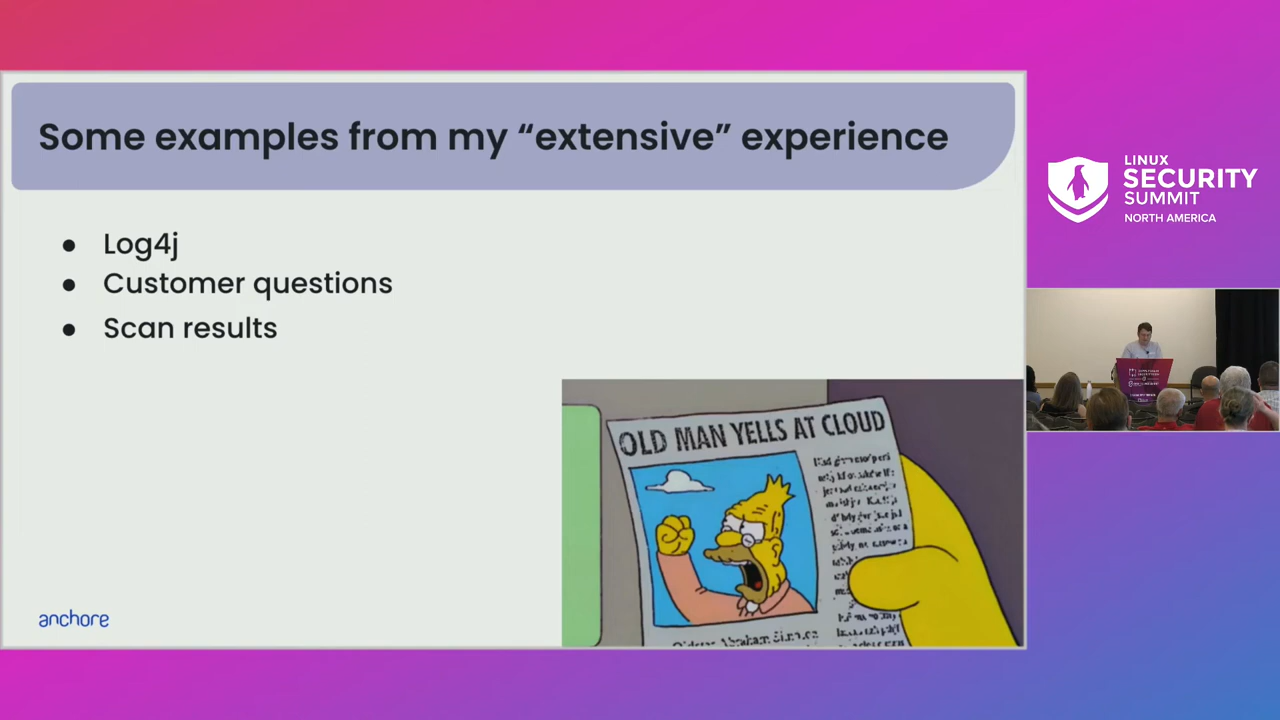 Some examples from my “extensive” experience
● Log4j
● Customer questions
● Scan results
OLD MAN YELLS AT CLOUD
anchore
LINUX
SECURITY
SUMMIT
NORTH AMERICA